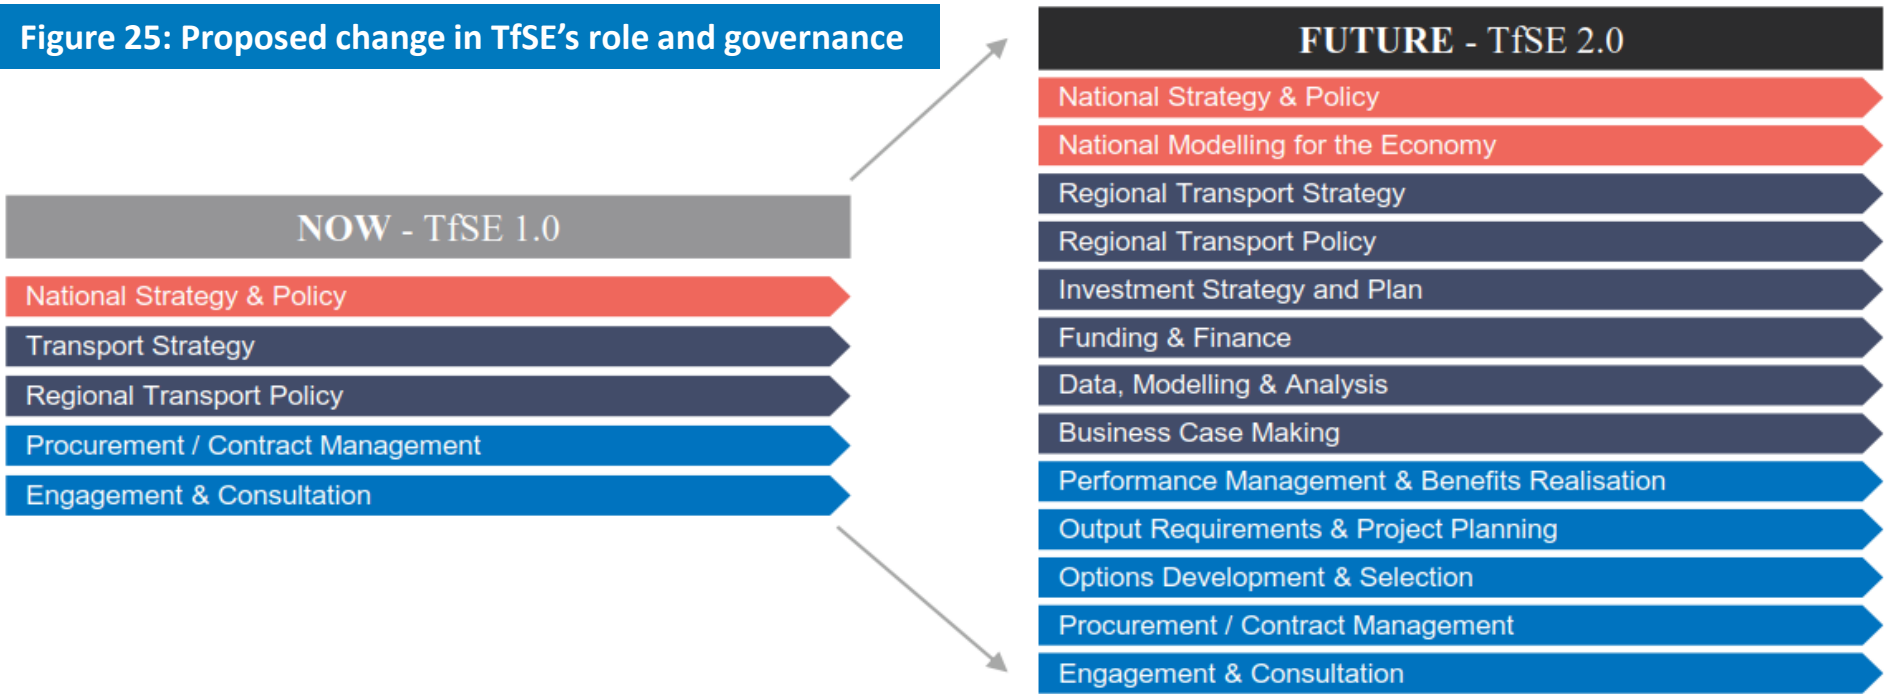 Figure 25: Proposed change in TfSE’s role and governance
NOW - TfSE 1.0
National Strategy & Policy
Transport Strategy
Regional Transport Policy
Procurement / Contract Management
Engagement & Consultation
FUTURE - TfSE 2.0
National Strategy & Policy
National Modelling for the Economy
Regional Transport Strategy
Regional Transport Policy
Investment Strategy and Plan
Funding & Finance
Data, Modelling & Analysis
Business Case Making
Performance Management & Benefits Realisation
Output Requirements & Project Planning
Options Development & Selection
Procurement / Contract Management
Engagement & Consultation